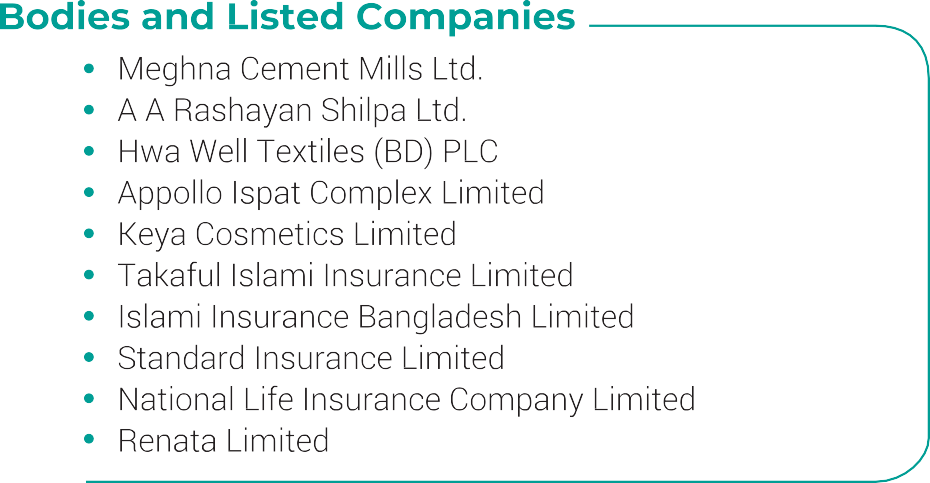 Bodies and Listed Companies
• Meghna Cement Mills Ltd.
• A A Rashayan Shilpa Ltd.
• Hwa Well Textiles (BD) PLC
• Appollo Ispat Complex Limited
• Keya Cosmetics Limited
• Takaful Islami Insurance Limited
• Islami Insurance Bangladesh Limited
• Standard Insurance Limited
• National Life Insurance Company Limited
• Renata Limited